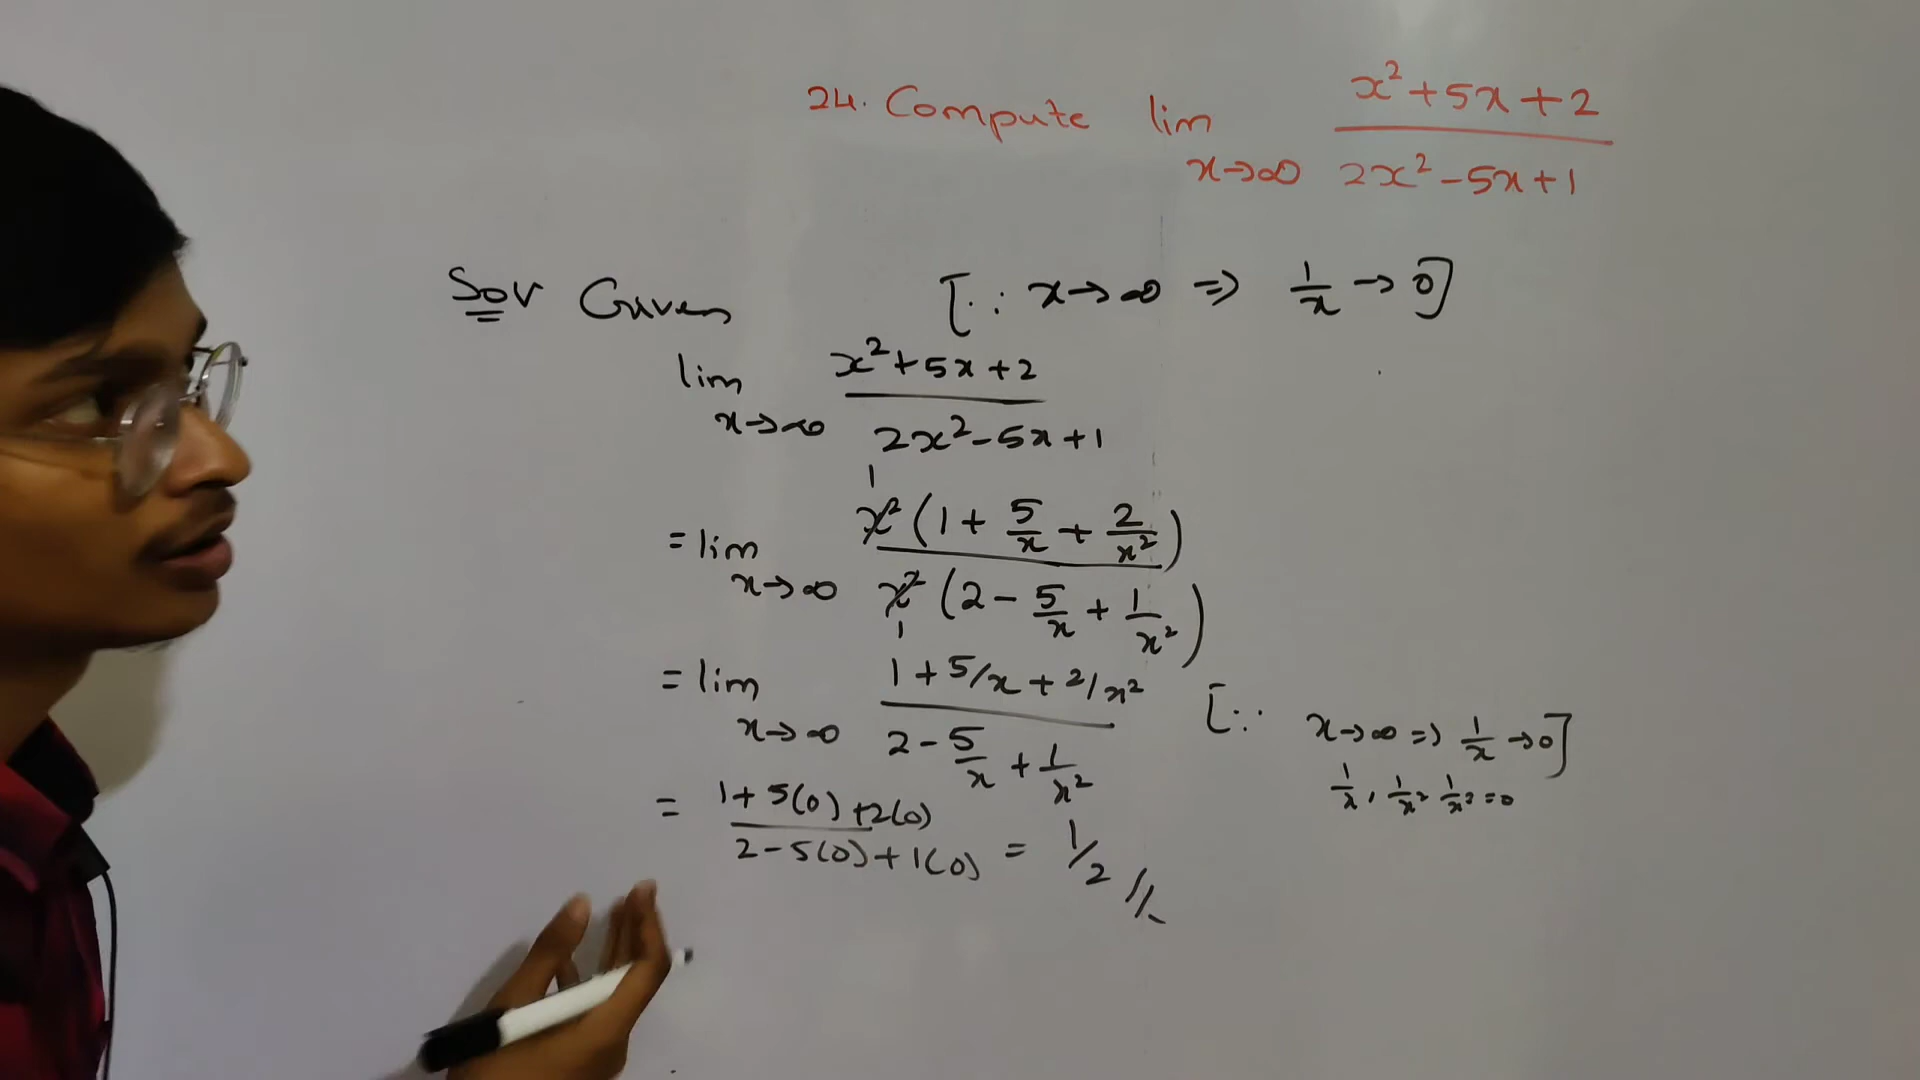 24. Compute lim x→∞ x²+5x+2 / 2x²-5x+1
Sol Given [∵ x→∞ ⇒ 1/x → 0]
lim x→∞ x²+5x+2 / 2x²-5x+1
= lim x→∞ x²(1+5/x+2/x²) / x²(2-5/x+1/x²)
= lim x→∞ 1+5/x+2/x² / 2-5/x+1/x² [∵ x→∞ ⇒ 1/x →0]
1/x, 1/x² 1/x² =0
= 1+5(0)+2(0) / 2-5(0)+1(0) = 1/2 //